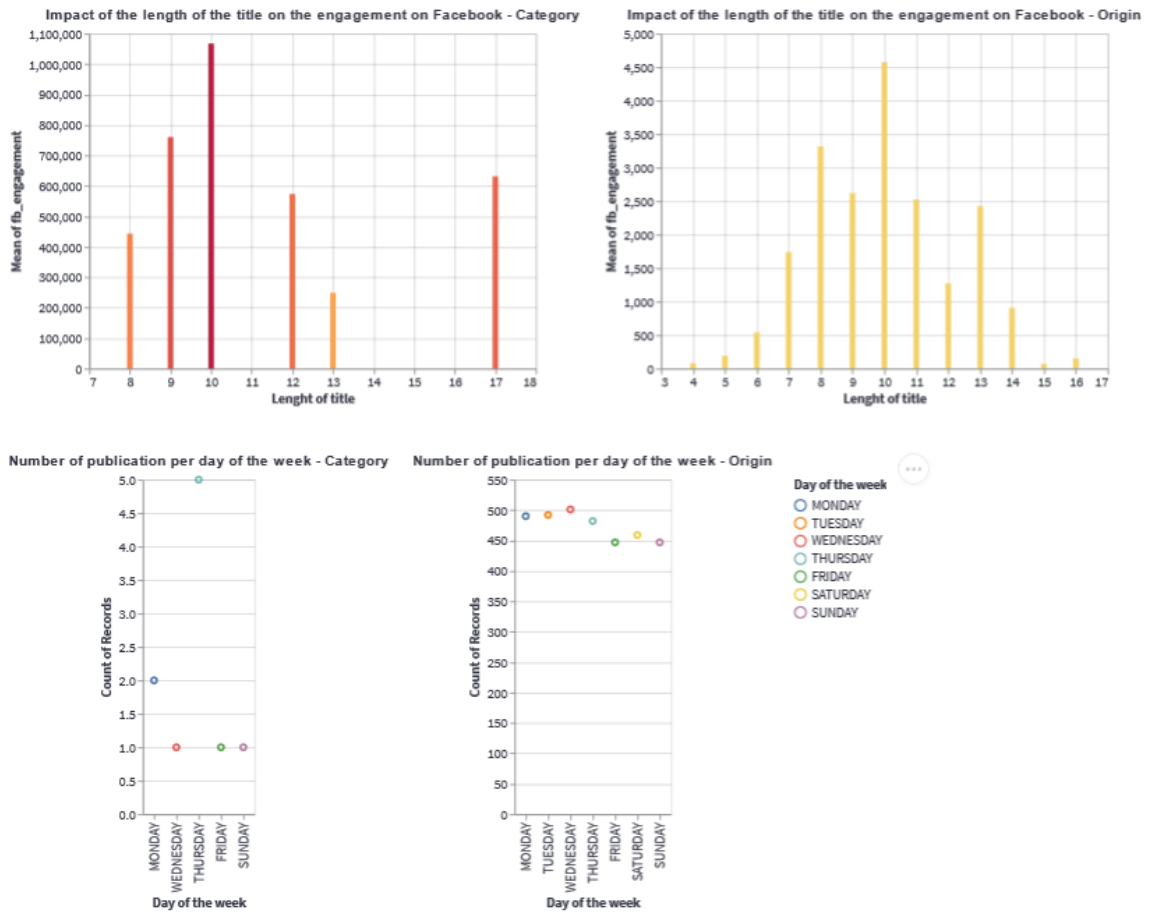 Impact of the length of the title on the engagement on Facebook - Category
1,100,000
1,000,000
900,000
800,000
700,000
600,000
500,000
400,000
300,000
200,000
100,000
0
Mean of fb_engagement
7 8 9 10 11 12 13 14 15 16 17 18
Lenght of title
Impact of the length of the title on the engagement on Facebook - Origin
5,000
4,500
4,000
3,500
3,000
2,500
2,000
1,500
1,000
500
0
Mean of fb_engagement
3 4 5 6 7 8 9 10 11 12 13 14 15 16 17
Lenght of title
Number of publication per day of the week - Category
5.0
4.5
4.0
3.5
3.0
2.5
2.0
1.5
1.0
0.5
0.0
Count of Records
MONDAY
WEDNESDAY
THURSDAY
FRIDAY
SUNDAY
Day of the week
Number of publication per day of the week - Origin
550
500
450
400
350
300
250
200
150
100
50
0
Count of Records
MONDAY
TUESDAY
WEDNESDAY
THURSDAY
FRIDAY
SATURDAY
SUNDAY
Day of the week
Day of the week
MONDAY
TUESDAY
WEDNESDAY
THURSDAY
FRIDAY
SATURDAY
SUNDAY